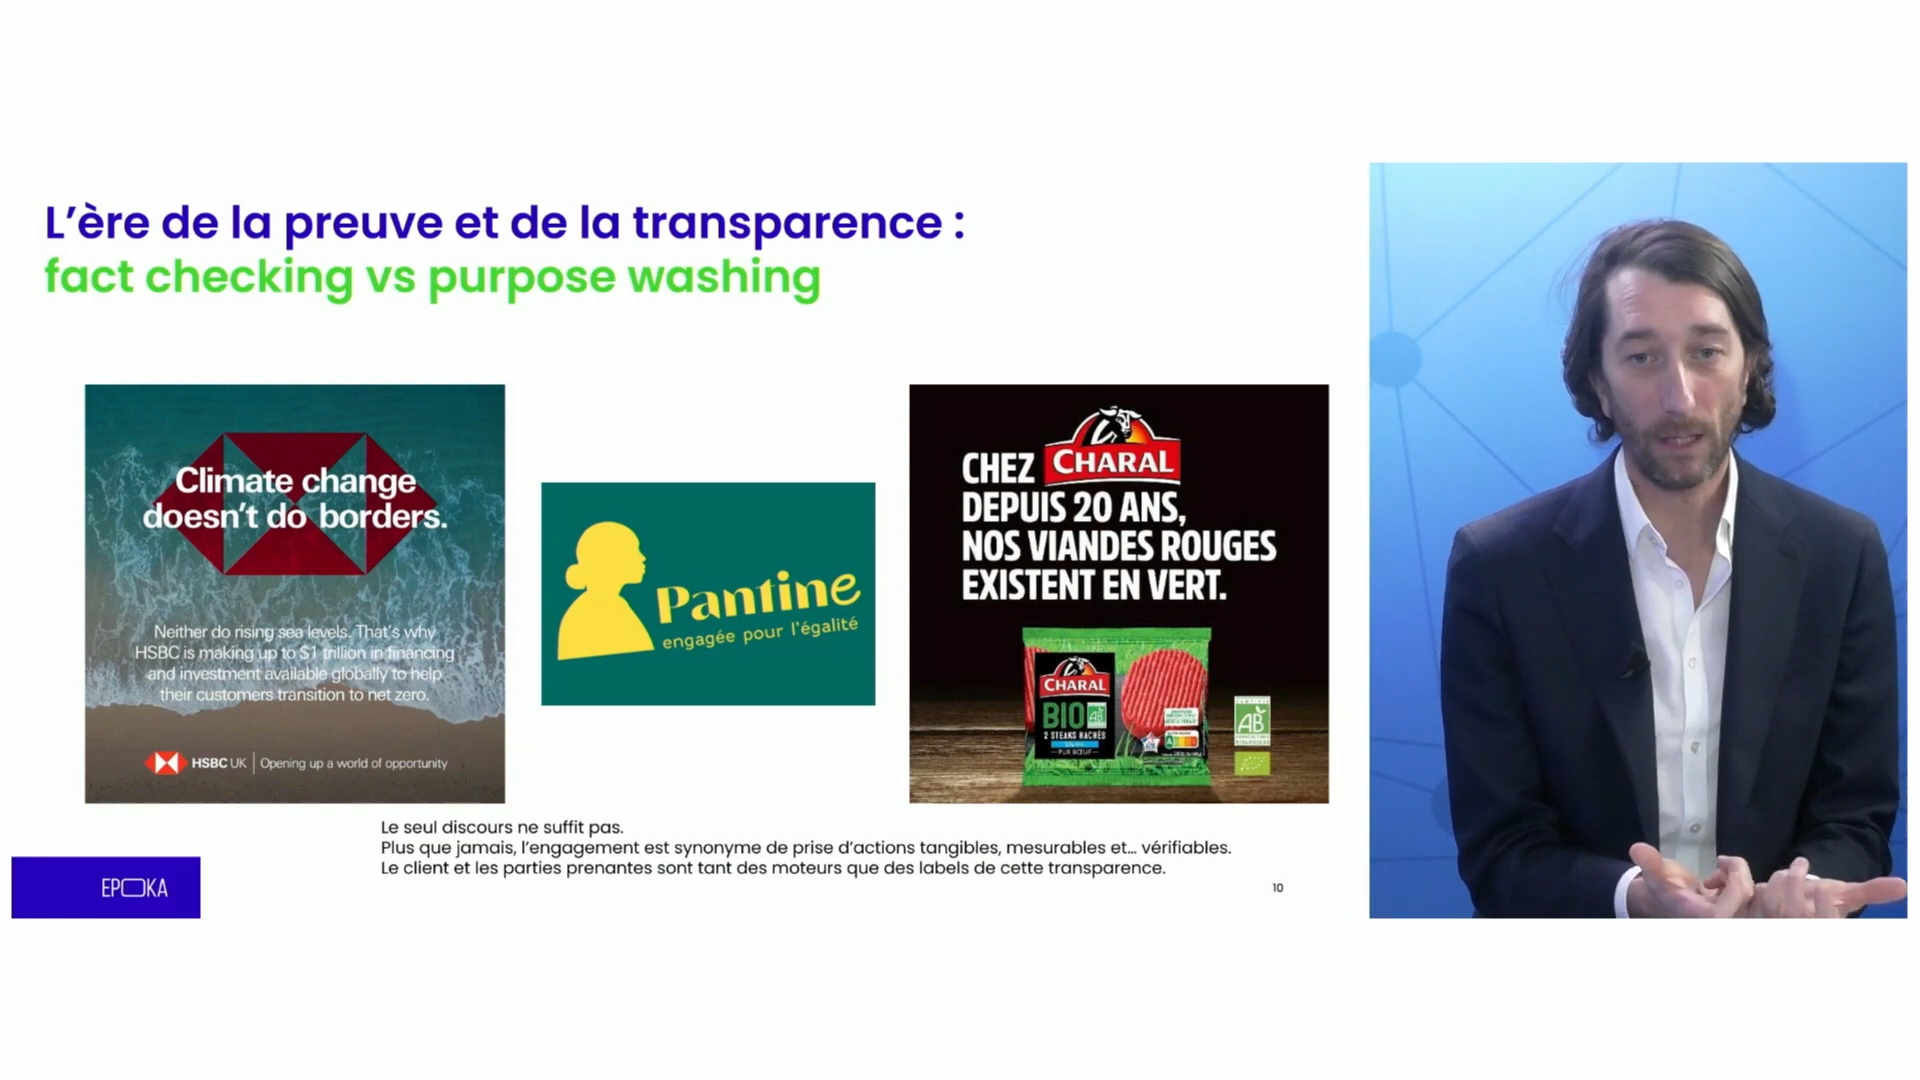 L'ère de la preuve et de la transparence :
fact checking vs purpose washing
Climate change
doesn't do borders.
Neither do rising sea levels. That's why
HSBC is making up to $1 trillion in financing
and investment available globally to help
their customers transition to net zero.
HSBC UK | Opening up a world of opportunity
Pantine
engagée pour l'égalité
CHEZ CHARAL
DEPUIS 20 ANS,
NOS VIANDES ROUGES
EXISTENT EN VERT.
CHARAL
BIO AB
2 STEAKS HACHÉS
PUR BŒUF
AB
Le seul discours ne suffit pas.
Plus que jamais, l'engagement est synonyme de prise d'actions tangibles, mesurables et... vérifiables.
Le client et les parties prenantes sont tant des moteurs que des labels de cette transparence.
EPOKA
10